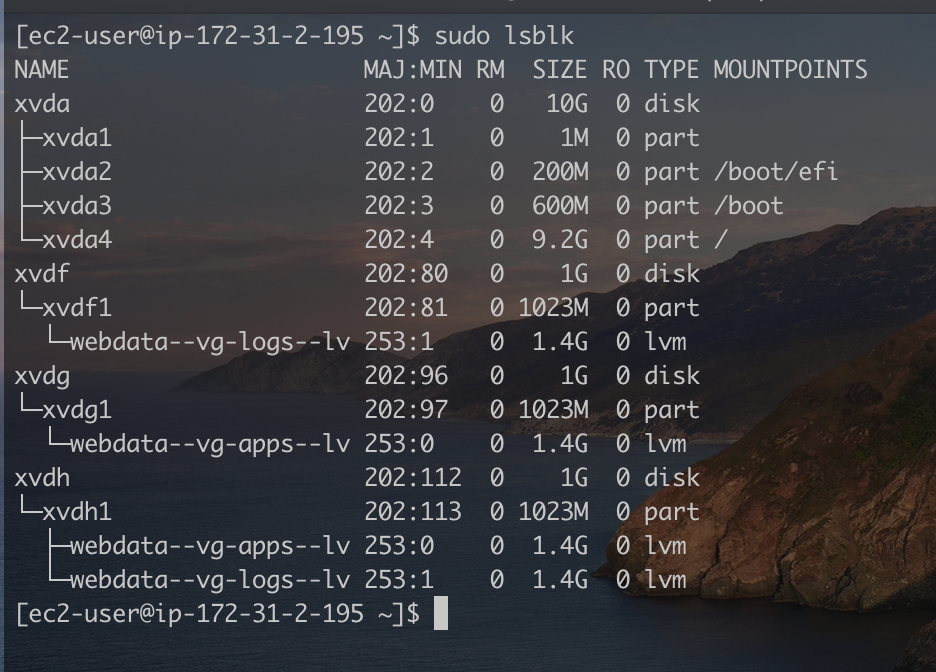 [ec2-user@ip-172-31-2-195 ~]$ sudo lsblk
NAME                     MAJ:MIN RM  SIZE RO TYPE MOUNTPOINTS
xvda                     202:0    0   10G  0 disk
├─xvda1                  202:1    0    1M  0 part
├─xvda2                  202:2    0  200M  0 part /boot/efi
├─xvda3                  202:3    0  600M  0 part /boot
└─xvda4                  202:4    0  9.2G  0 part /
xvdf                     202:80   0    1G  0 disk
└─xvdf1                  202:81   0 1023M  0 part
  └─webdata--vg-logs--lv 253:1    0  1.4G  0 lvm
xvdg                     202:96   0    1G  0 disk
└─xvdg1                  202:97   0 1023M  0 part
  └─webdata--vg-apps--lv 253:0    0  1.4G  0 lvm
xvdh                     202:112  0    1G  0 disk
└─xvdh1                  202:113  0 1023M  0 part
  ├─webdata--vg-apps--lv 253:0    0  1.4G  0 lvm
  └─webdata--vg-logs--lv 253:1    0  1.4G  0 lvm
[ec2-user@ip-172-31-2-195 ~]$